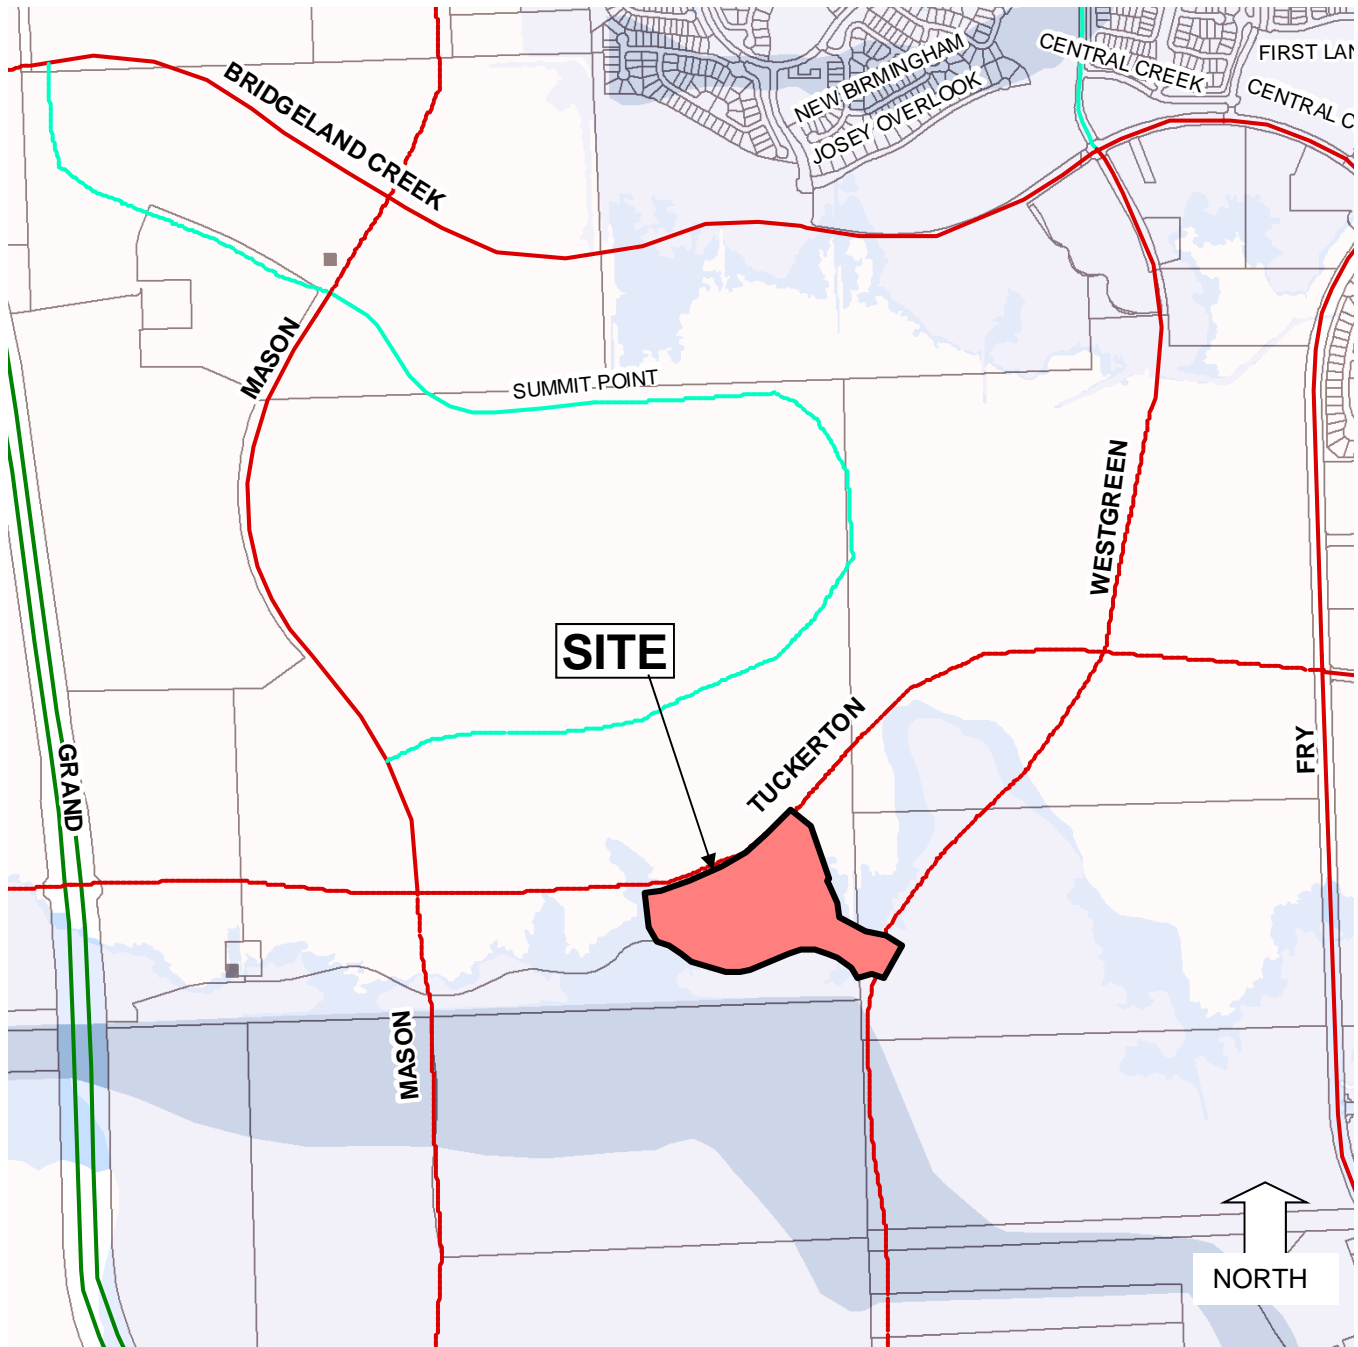 NEW BIRMINGHAM
CENTRAL CREEK
FIRST LAN
BRIDGELAND CREEK
JOSEY OVERLOOK
CENTRAL C
MASON
SUMMIT POINT
WESTGREEN
SITE
TUCKERTON
GRAND
FRY
MASON
NORTH